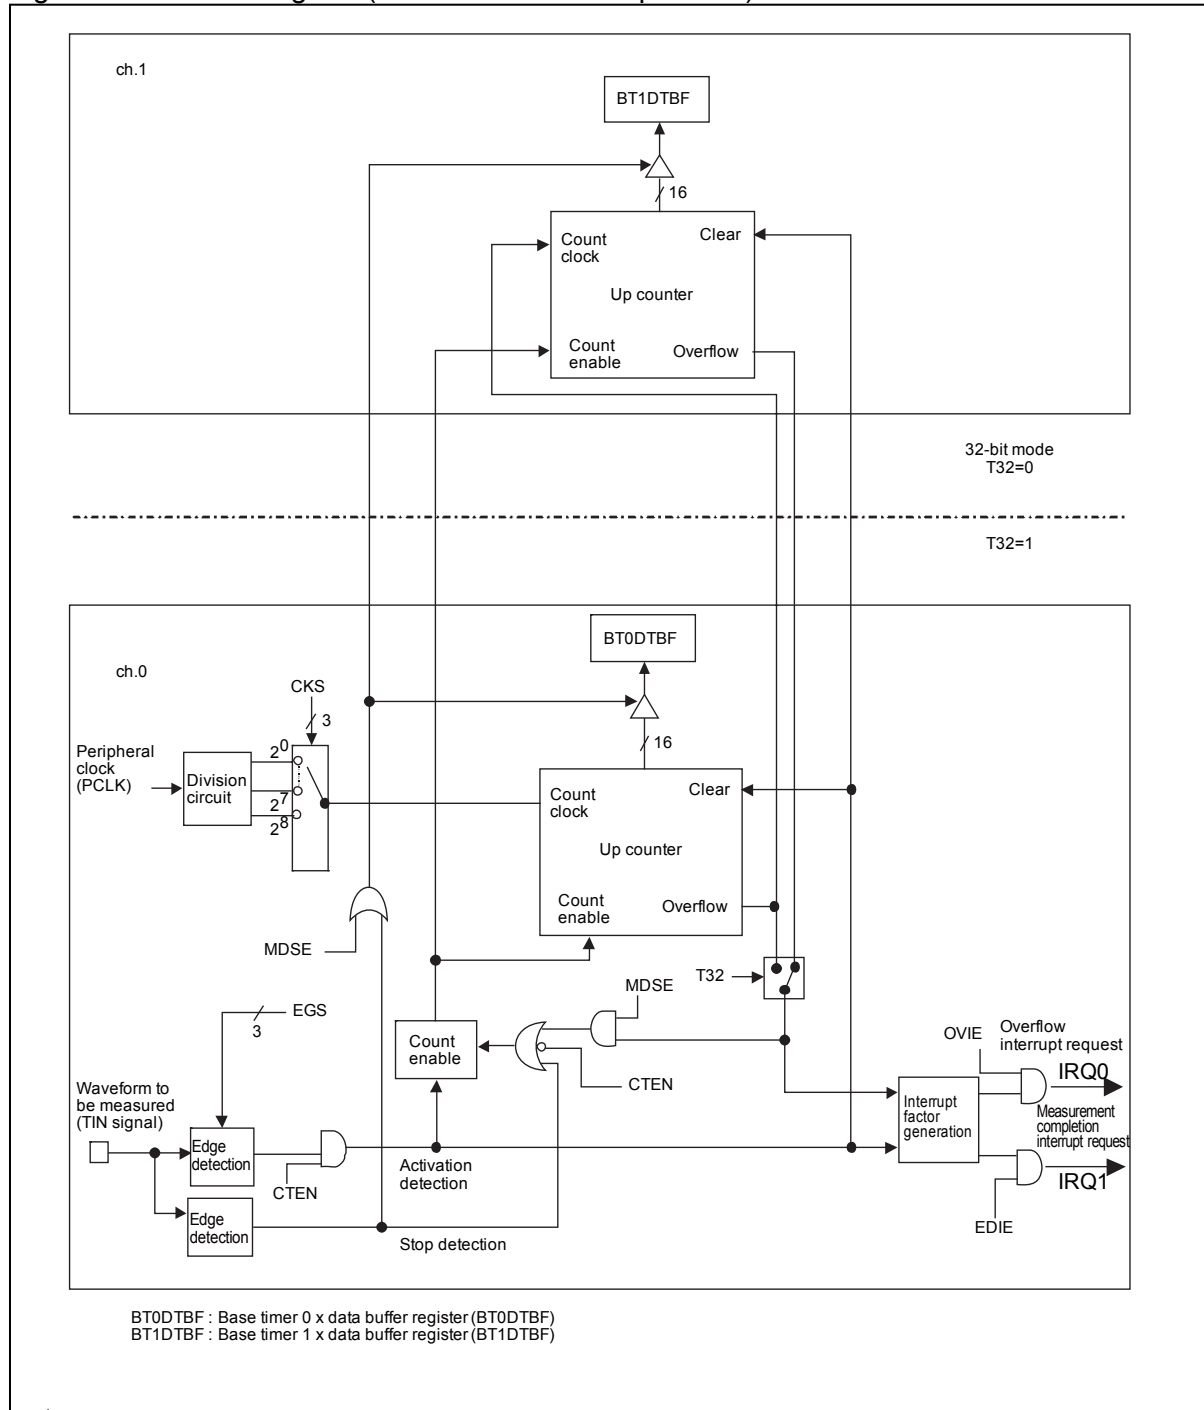 ch.1
BT1DTBF
16
Count
clock
Clear
Up counter
Count
enable
Overflow
32-bit mode
T32=0
T32=1
ch.0
BT0DTBF
CKS
3
16
Peripheral
clock
(PCLK)
Division
circuit
2^0
2^7
2^8
Count
clock
Clear
Up counter
Count
enable
Overflow
MDSE
T32
MDSE
EGS
3
Count
enable
CTEN
OVIE
Overflow
interrupt request
IRQ0
Waveform to
be measured
(TIN signal)
Edge
detection
CTEN
Activation
detection
Interrupt
factor
generation
Measurement
completion
interrupt request
IRQ1
EDIE
Edge
detection
Stop detection
BT0DTBF : Base timer 0 x data buffer register (BT0DTBF)
BT1DTBF : Base timer 1 x data buffer register (BT1DTBF)